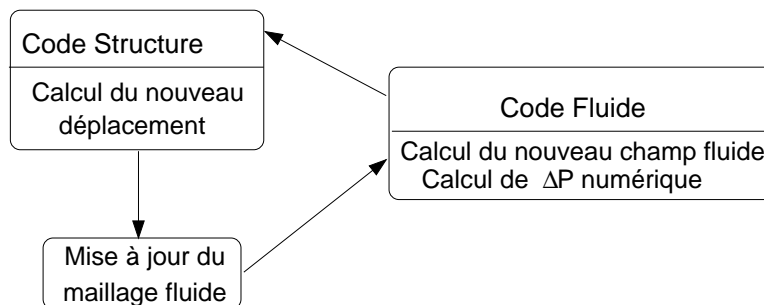 Code Structure
Calcul du nouveau
déplacement
Code Fluide
Calcul du nouveau champ fluide
Calcul de ΔP numérique
Mise à jour du
maillage fluide